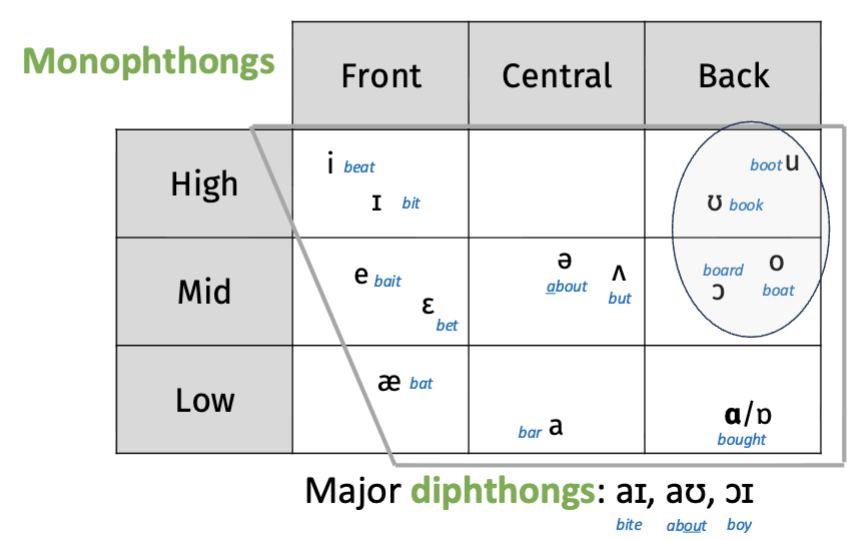 Monophthongs
Front Central Back
High
i beat
boot u
ɪ bit
ʊ book
Mid
e bait
ə
about
ʌ
but
board
ɔ
o
boat
ɛ
bet
Low
æ bat
bar a
ɑ/ɒ
bought
Major diphthongs: aɪ, aʊ, ɔɪ
bite about boy